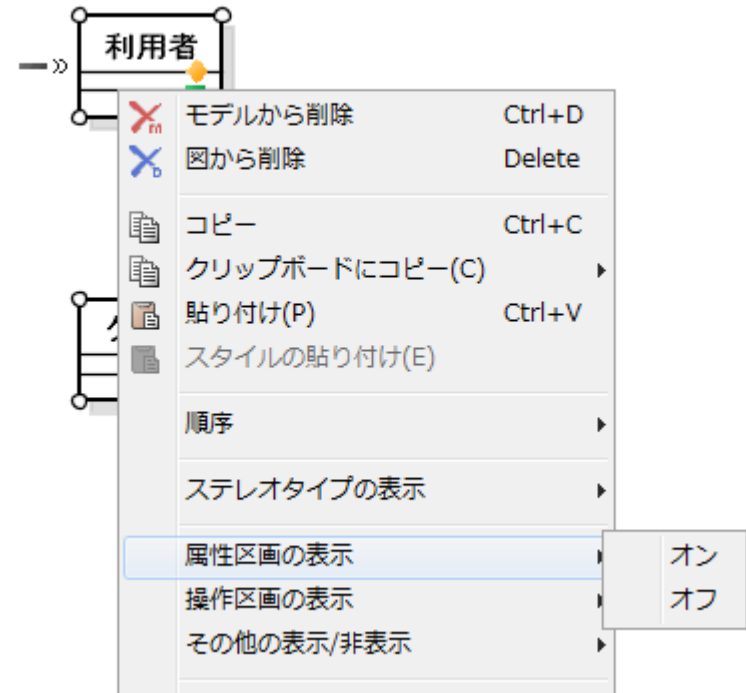 利用者
モデルから削除 Ctrl+D
図から削除 Delete
コピー Ctrl+C
クリップボードにコピー(C)
貼り付け(P) Ctrl+V
スタイルの貼り付け(E)
順序
ステレオタイプの表示
属性区画の表示
オン
操作区画の表示
オフ
その他の表示/非表示